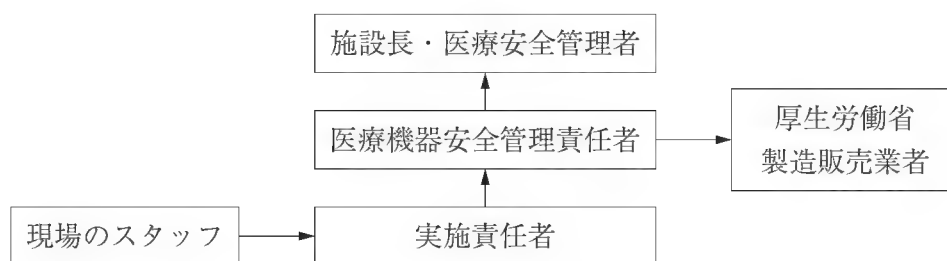 施設長・医療安全管理者
医療機器安全管理責任者
厚生労働省
製造販売業者
現場のスタッフ
実施責任者